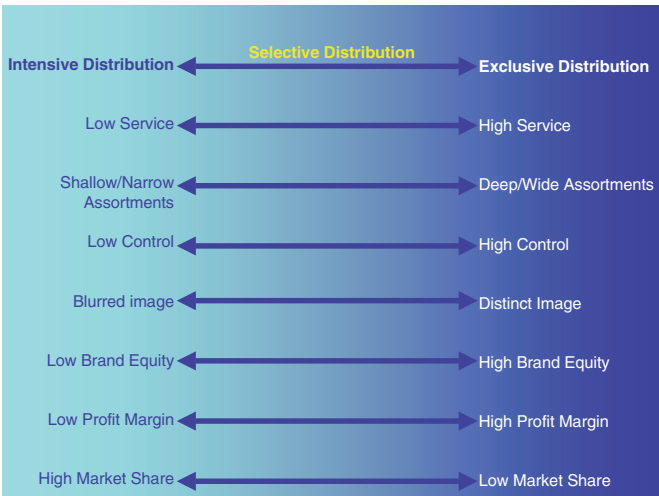 Selective Distribution
Intensive Distribution
Exclusive Distribution
Low Service
High Service
Shallow/Narrow
Assortments
Deep/Wide Assortments
Low Control
High Control
Blurred image
Distinct Image
Low Brand Equity
High Brand Equity
Low Profit Margin
High Profit Margin
High Market Share
Low Market Share